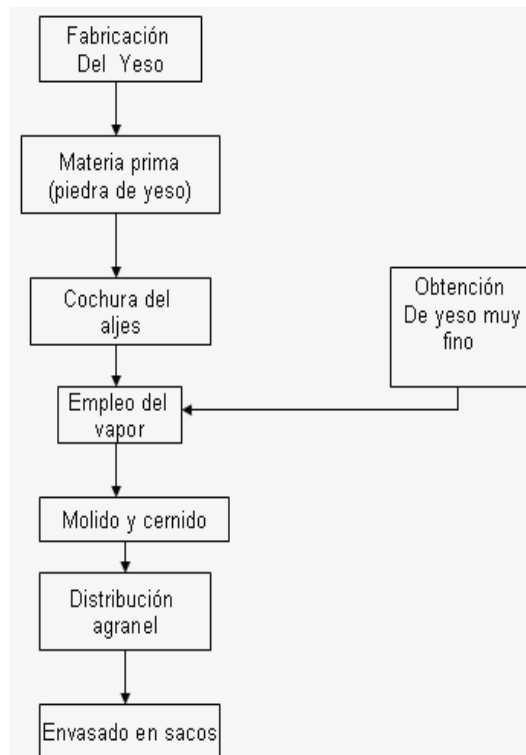 Fabricación
Del Yeso
Materia prima
(piedra de yeso)
Cochura del
aljes
Obtención
De yeso muy
fino
Empleo del
vapor
Molido y cernido
Distribución
agranel
Envasado en sacos